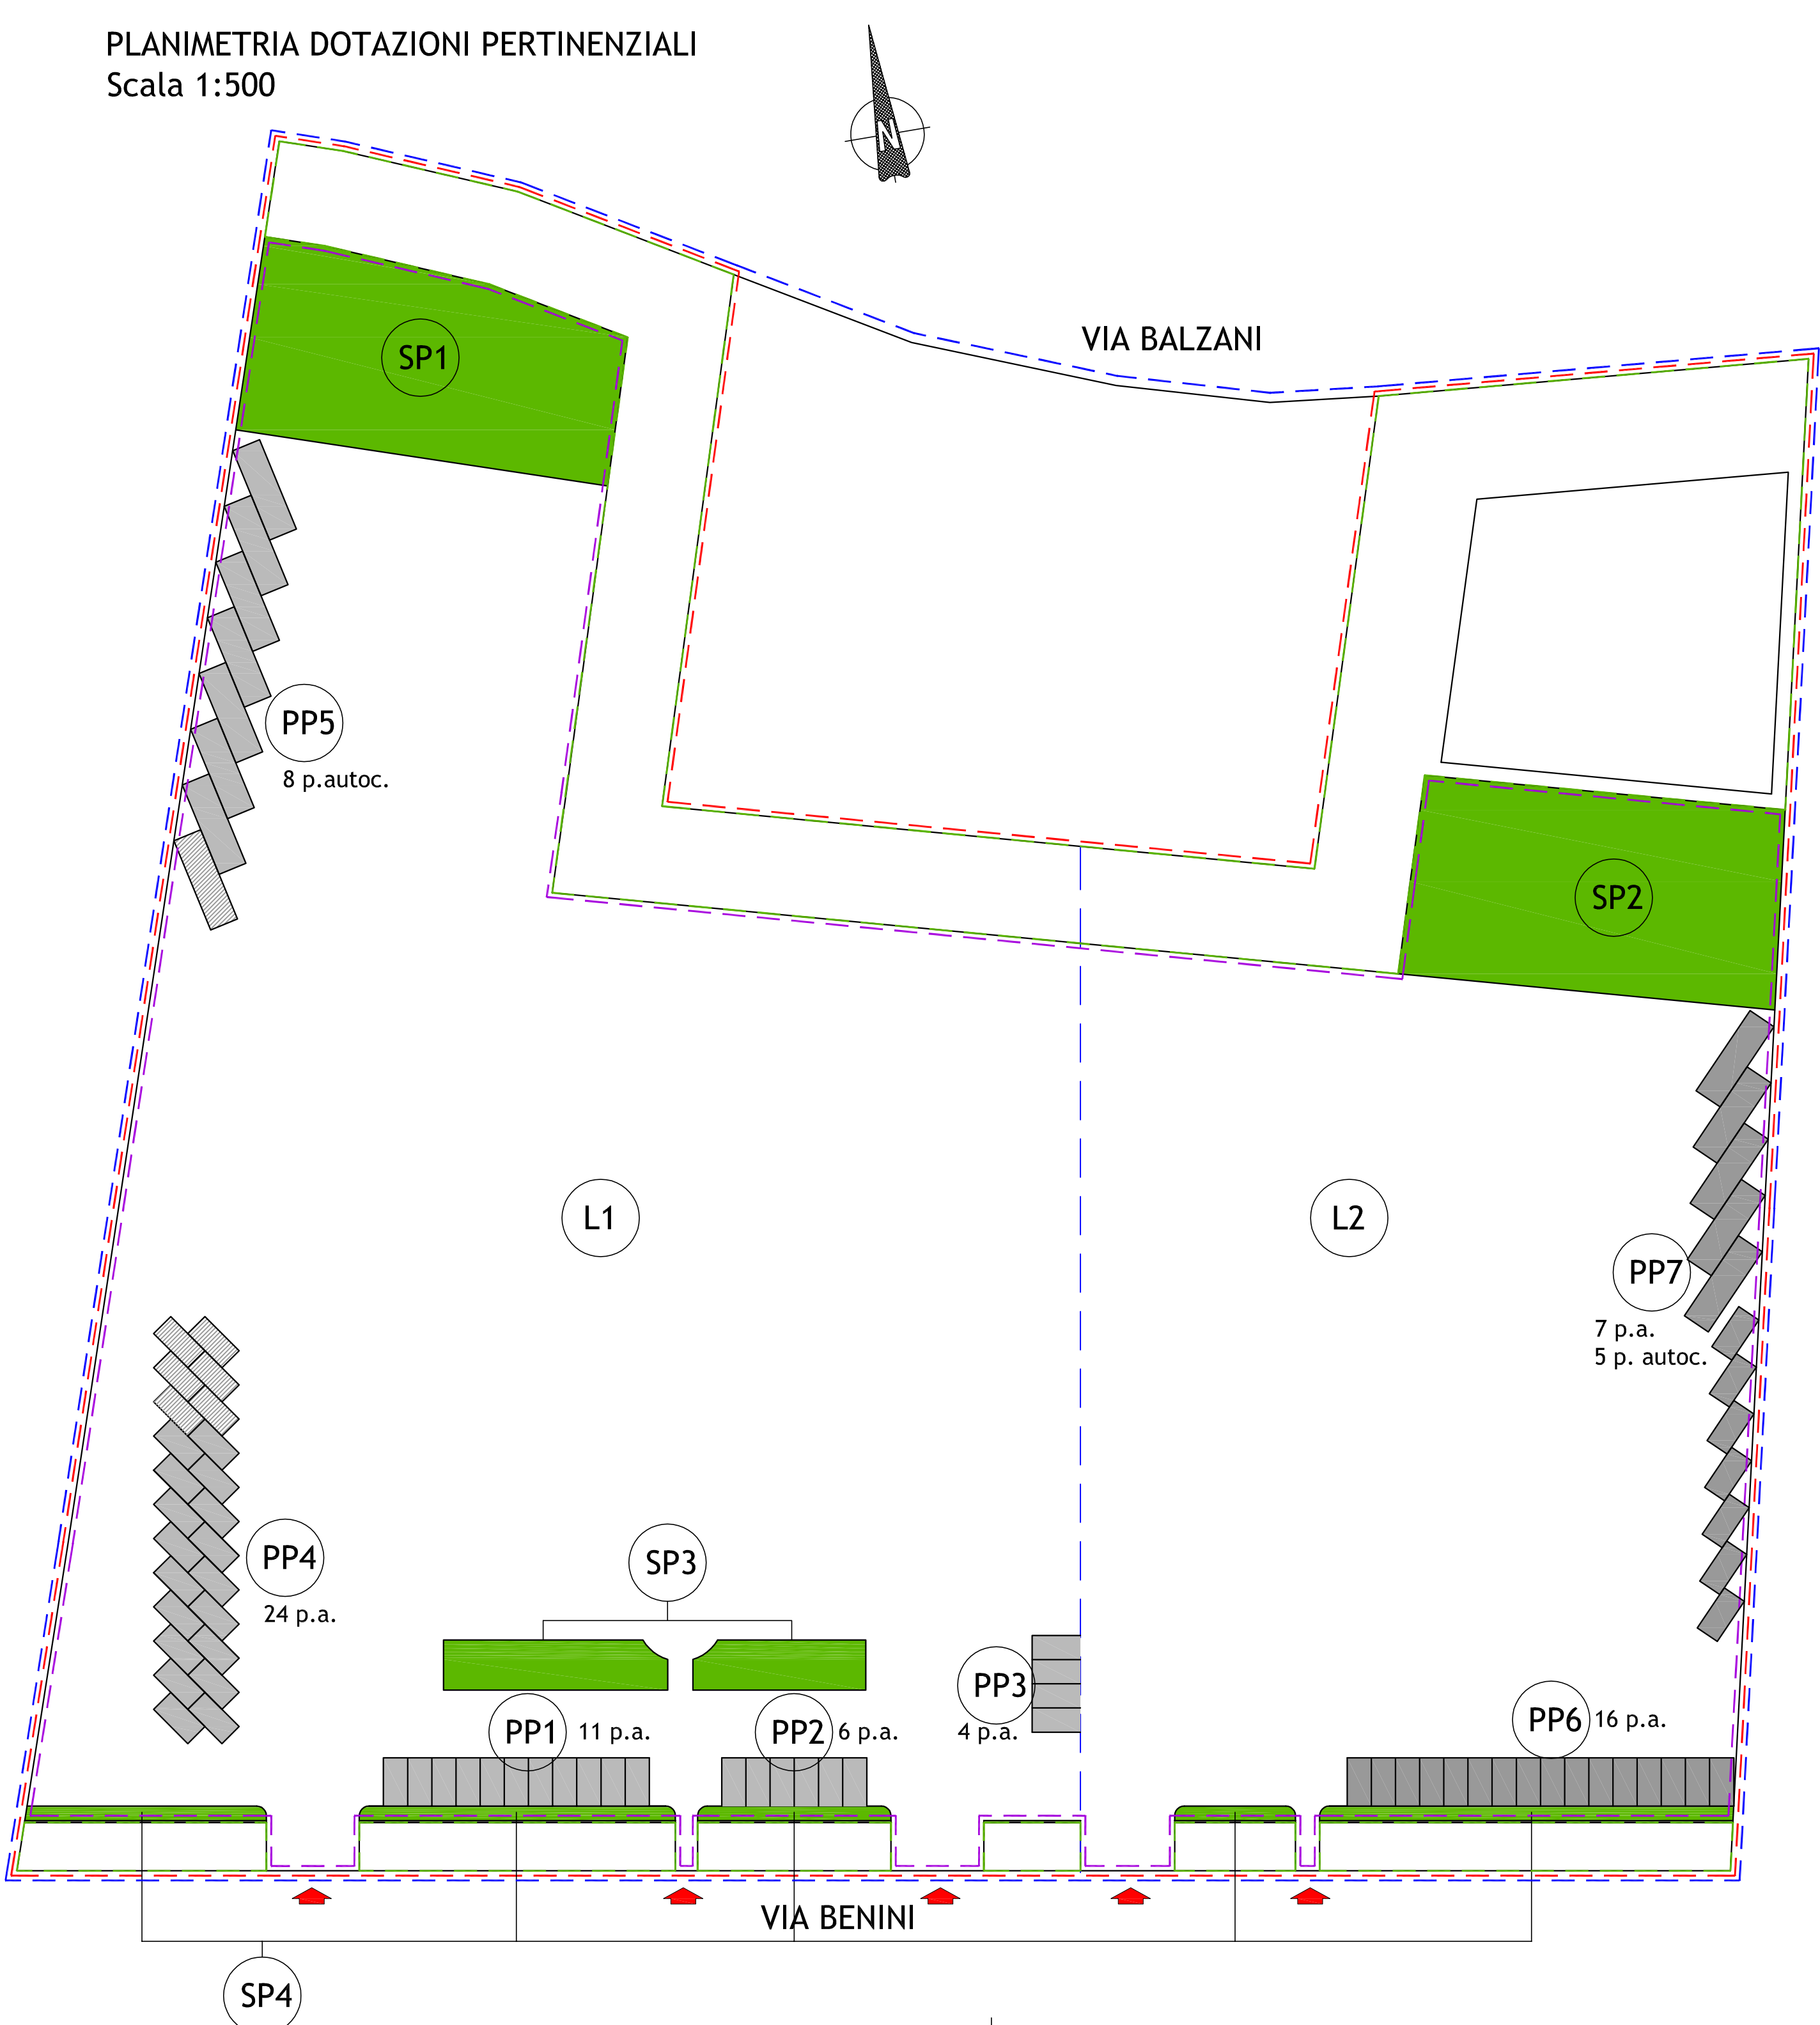 PLANIMETRIA DOTAZIONI PERTINENZIALI
Scala 1:500
N
VIA BALZANI
SP1
PP5
8 p.autoc.
SP2
L1
L2
PP7
7 p.a.
5 p. autoc.
PP4
24 p.a.
SP3
PP3
4 p.a.
PP1
11 p.a.
PP2
6 p.a.
PP6
16 p.a.
VIA BENINI
SP4